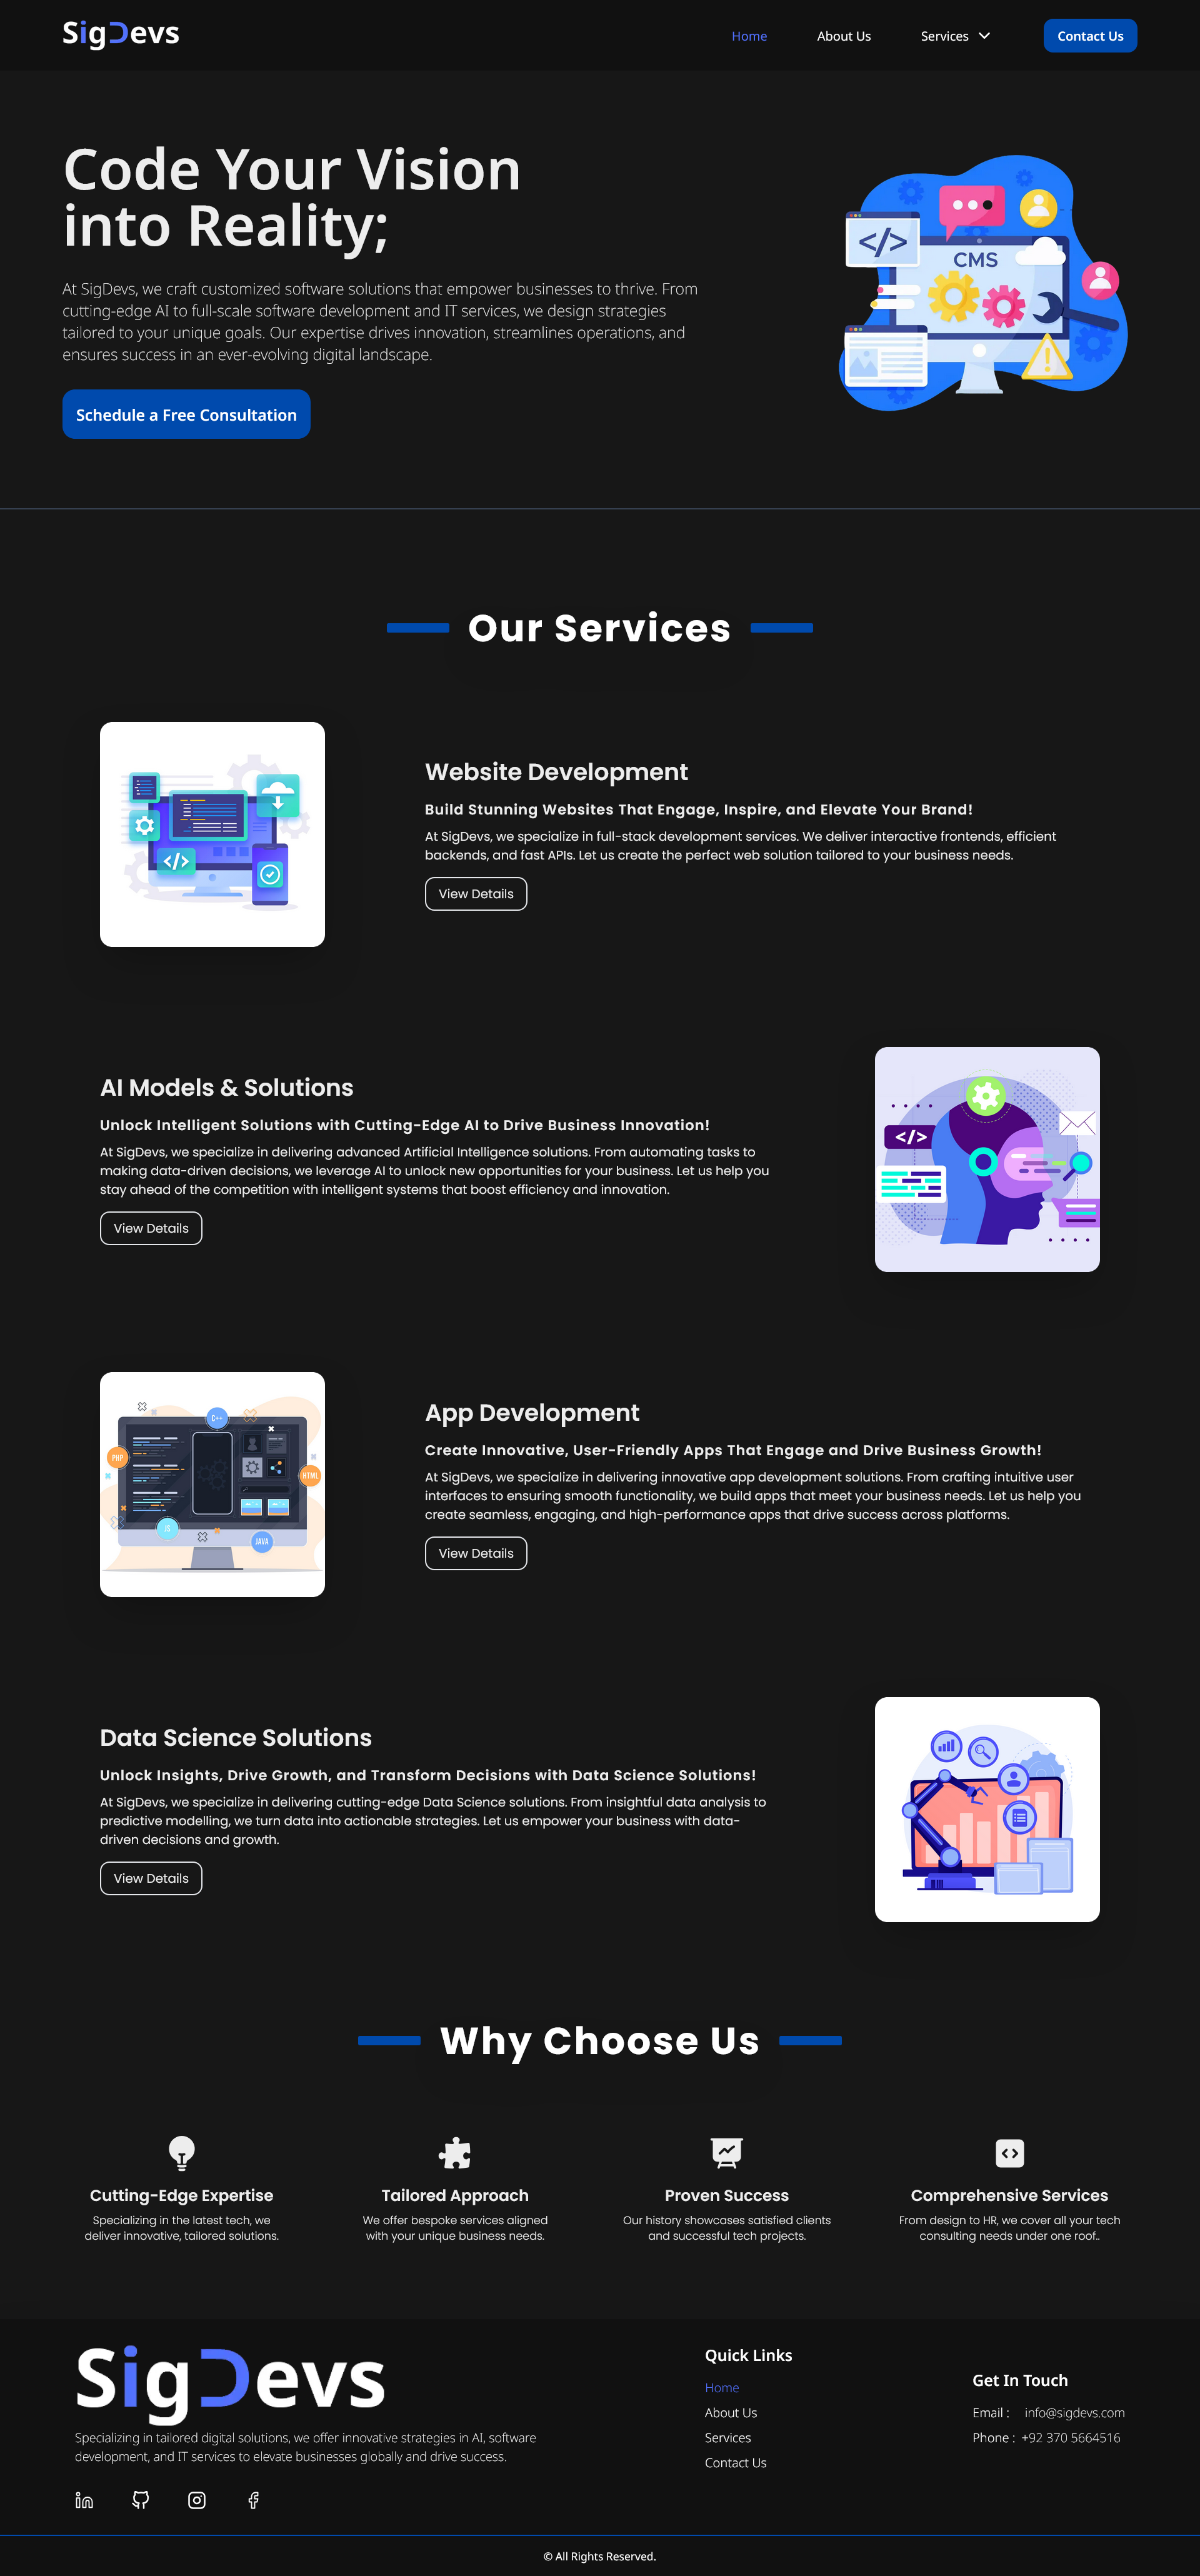 SigDevs
Home
About Us
Services
Contact Us
Code Your Vision
into Reality;
At SigDevs, we craft customized software solutions that empower businesses to thrive. From
cutting-edge AI to full-scale software development and IT services, we design strategies
tailored to your unique goals. Our expertise drives innovation, streamlines operations, and
ensures success in an ever-evolving digital landscape.
Schedule a Free Consultation
</>
CMS
Our Services
Website Development
Build Stunning Websites That Engage, Inspire, and Elevate Your Brand!
At SigDevs, we specialize in full-stack development services. We deliver interactive frontends, efficient
backends, and fast APIs. Let us create the perfect web solution tailored to your business needs.
View Details
</>
AI Models & Solutions
Unlock Intelligent Solutions with Cutting-Edge AI to Drive Business Innovation!
At SigDevs, we specialize in delivering advanced Artificial Intelligence solutions. From automating tasks to
making data-driven decisions, we leverage AI to unlock new opportunities for your business. Let us help you
stay ahead of the competition with intelligent systems that boost efficiency and innovation.
View Details
</>
App Development
Create Innovative, User-Friendly Apps That Engage and Drive Business Growth!
At SigDevs, we specialize in delivering innovative app development solutions. From crafting intuitive user
interfaces to ensuring smooth functionality, we build apps that meet your business needs. Let us help you
create seamless, engaging, and high-performance apps that drive success across platforms.
View Details
C++
PHP
HTML
JS
JAVA
Data Science Solutions
Unlock Insights, Drive Growth, and Transform Decisions with Data Science Solutions!
At SigDevs, we specialize in delivering cutting-edge Data Science solutions. From insightful data analysis to
predictive modelling, we turn data into actionable strategies. Let us empower your business with data-
driven decisions and growth.
View Details
Why Choose Us
Cutting-Edge Expertise
Specializing in the latest tech, we
deliver innovative, tailored solutions.
Tailored Approach
We offer bespoke services aligned
with your unique business needs.
Proven Success
Our history showcases satisfied clients
and successful tech projects.
Comprehensive Services
From design to HR, we cover all your tech
consulting needs under one roof..
SigDevs
Specializing in tailored digital solutions, we offer innovative strategies in AI, software
development, and IT services to elevate businesses globally and drive success.
Quick Links
Home
About Us
Services
Contact Us
Get In Touch
Email : info@sigdevs.com
Phone : +92 370 5664516
© All Rights Reserved.